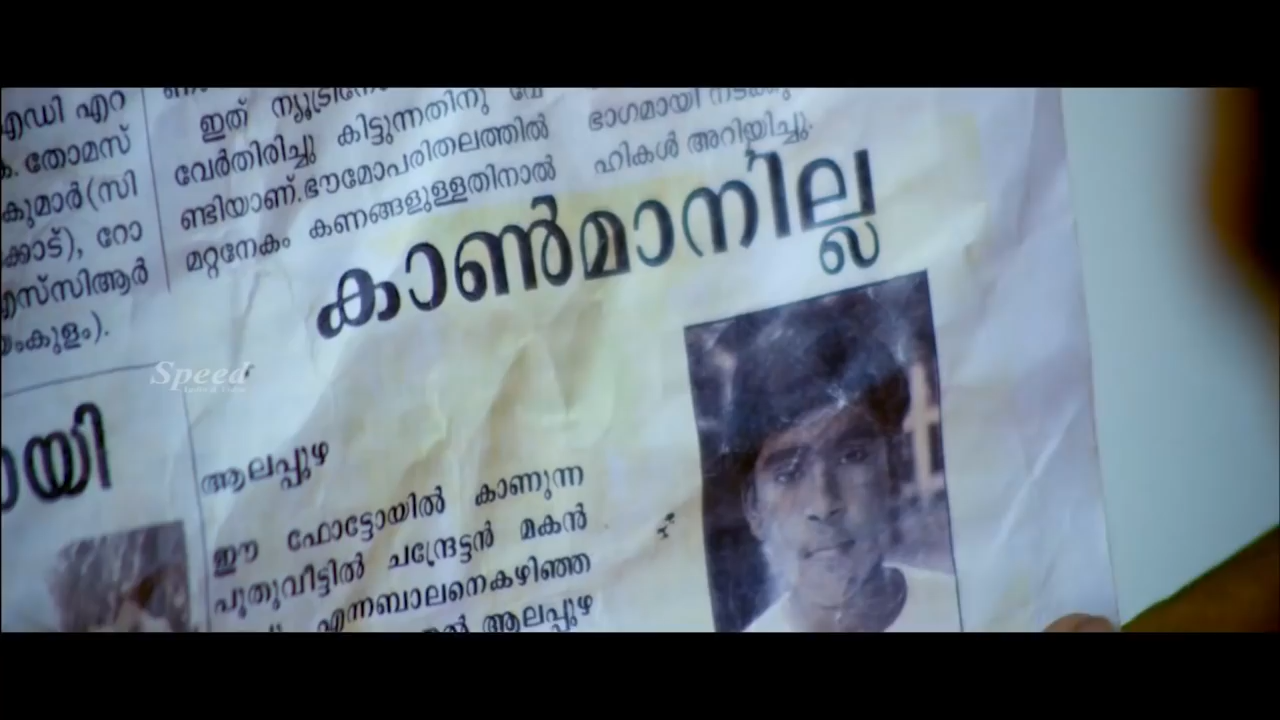 എഡി എറ
തോമസ്
കുമാർ(സി
ക്കാട്), റോ
എസ്സിആർ
യംകുളം).
ഇത്
വേർതിരിച്ചു കിട്ടുന്നതിനു വേ
ണ്ടിയാണ്.ഭൗമോപരിതലത്തിൽ
മറ്റനേകം കണങ്ങളുള്ളതിനാൽ
ഭാഗമായി
ഹികൾ അറിയിച്ചു.
കാൺമാനില്ല
യി
ആലപ്പുഴ
ഈ ഫോട്ടോയിൽ കാണുന്ന
പുതുവീട്ടിൽ ചന്ദ്രേട്ടൻ മകൻ
എന്നബാലനെകഴിഞ്ഞ
ആലപ്പുഴ
Speed